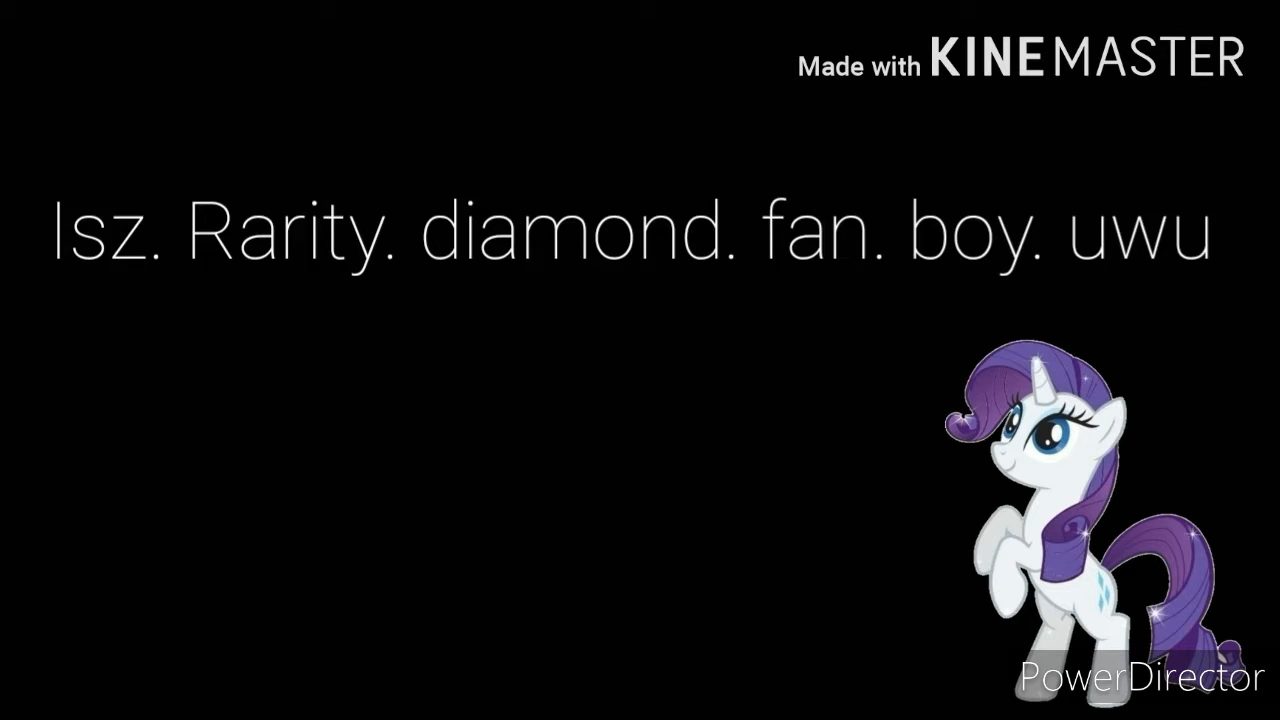 Made with KINEMASTER
Isz. Rarity. diamond. fan. boy. uwu
PowerDirector